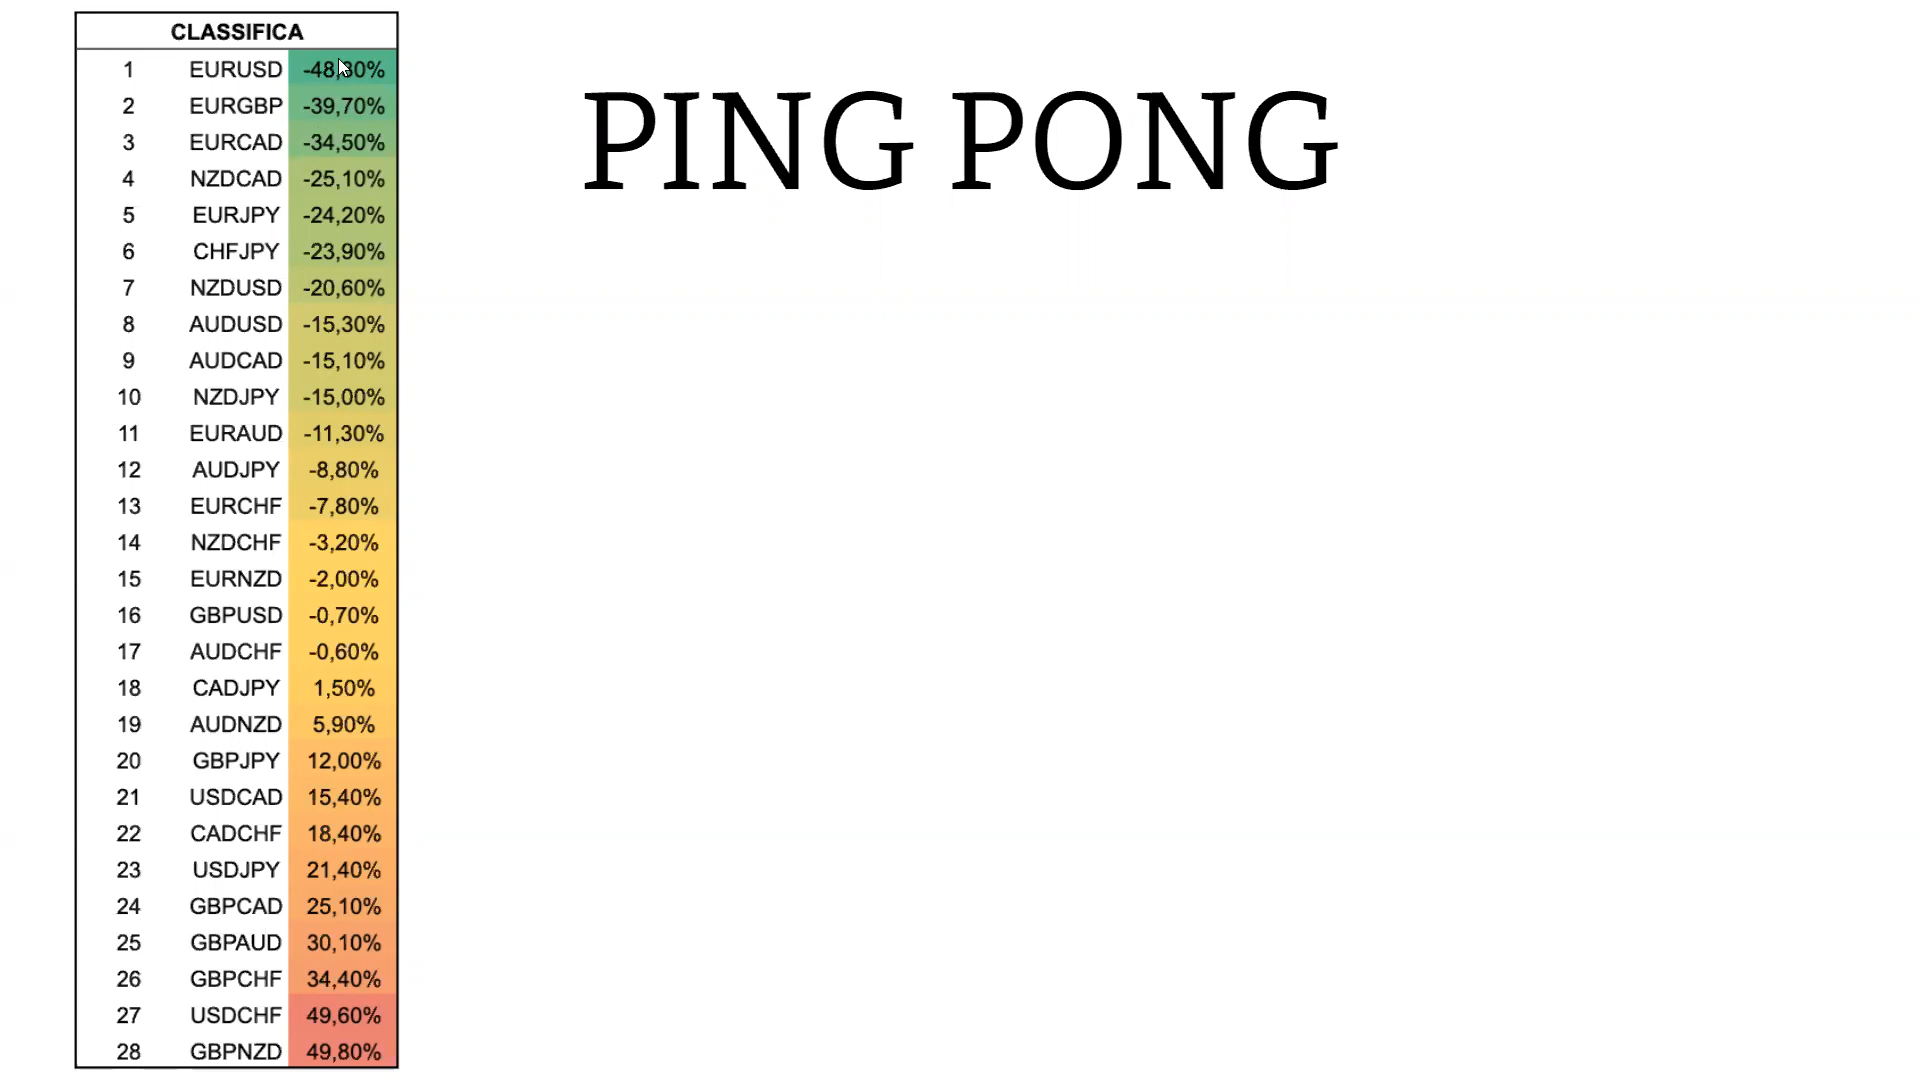 CLASSIFICA
1 EURUSD
2 EURGBP -39,70%
3 EURCAD -34,50%
4 NZDCAD -25,10%
5 EURJPY -24,20%
6 CHFJPY -23,90%
7 NZDUSD -20,60%
8 AUDUSD -15,30%
9 AUDCAD -15,10%
10 NZDJPY -15,00%
11 EURAUD -11,30%
12 AUDJPY -8,80%
13 EURCHF -7,80%
14 NZDCHF -3,20%
15 EURNZD -2,00%
16 GBPUSD -0,70%
17 AUDCHF -0,60%
18 CADJPY 1,50%
19 AUDNZD 5,90%
20 GBPJPY 12,00%
21 USDCAD 15,40%
22 CADCHF 18,40%
23 USDJPY 21,40%
24 GBPCAD 25,10%
25 GBPAUD 30,10%
26 GBPCHF 34,40%
27 USDCHF 49,60%
28 GBPNZD 49,80%
PING PONG